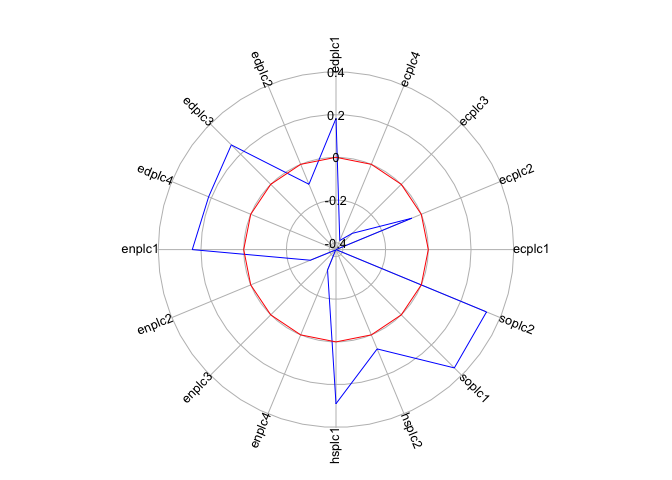 edplc1
ecplc4
ecplc3
ecplc2
ecplc1
soplc2
soplc1
hsplc2
hsplc1
enplc4
enplc3
enplc2
enplc1
edplc4
edplc3
edplc2
0.4
0.2
0
-0.2
-0.4